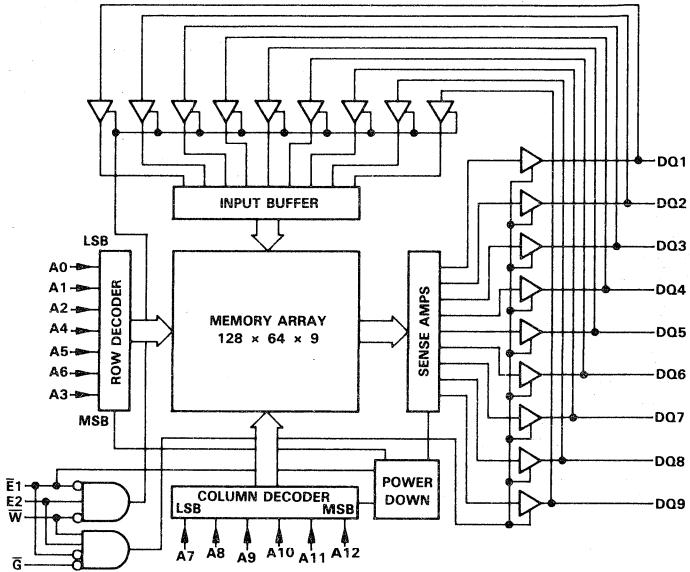 DQ1
DQ2
DQ3
DQ4
DQ5
DQ6
DQ7
DQ8
DQ9
INPUT BUFFER
LSB
A0
A1
A2
A4
A5
A6
A3
MSB
ROW DECODER
MEMORY ARRAY
128 × 64 × 9
SENSE AMPS
POWER
DOWN
COLUMN DECODER
LSB
MSB
A7
A8
A9
A10
A11
A12
E̅1
E2
W̅
G̅